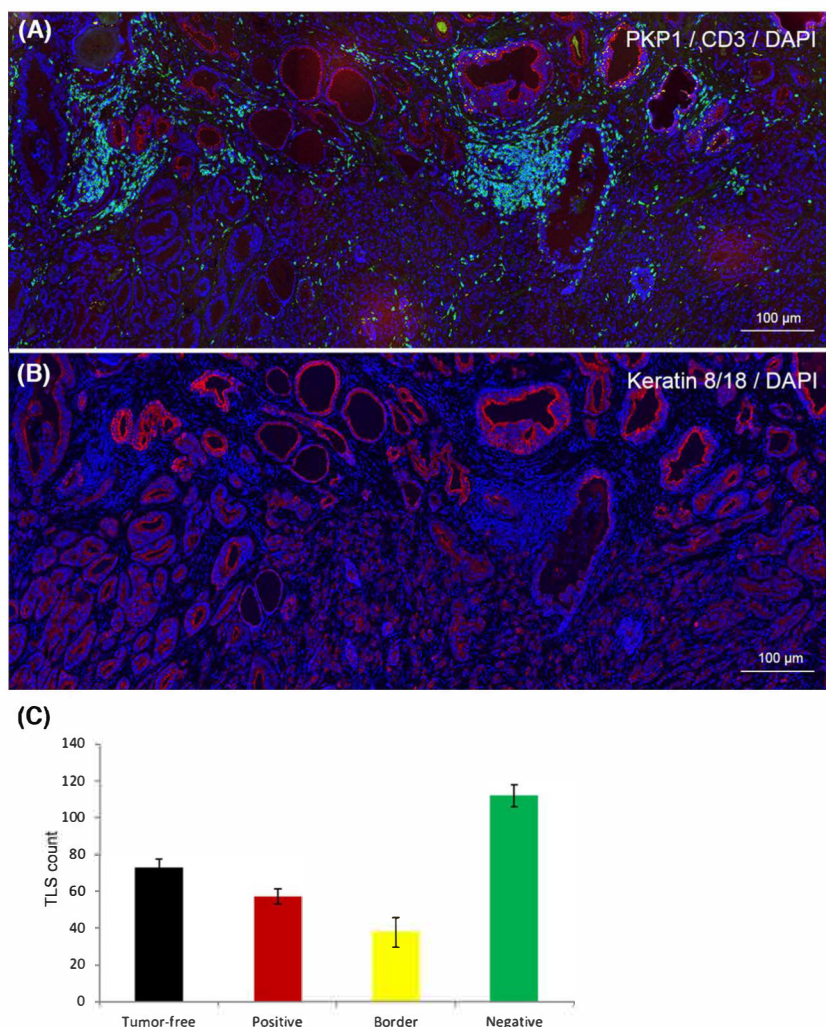 (A)
PKP1 / CD3 / DAPI
100 µm
(B)
Keratin 8/18 / DAPI
100 µm
(C)
140
120
100
80
60
40
20
0
TLS count
Tumor-free Positive Border Negative